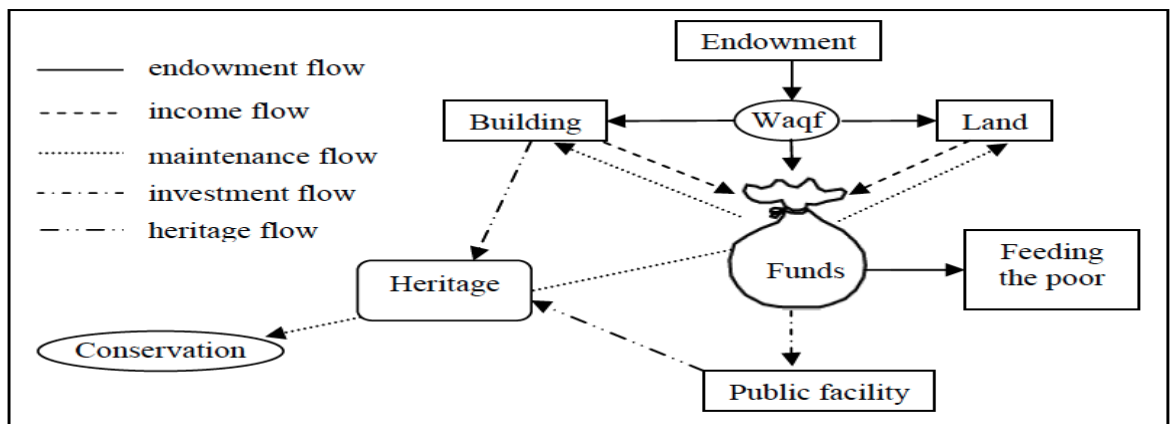 Endowment
endowment flow
income flow
Building
Waqf
Land
maintenance flow
investment flow
heritage flow
Heritage
Funds
Feeding
the poor
Conservation
Public facility